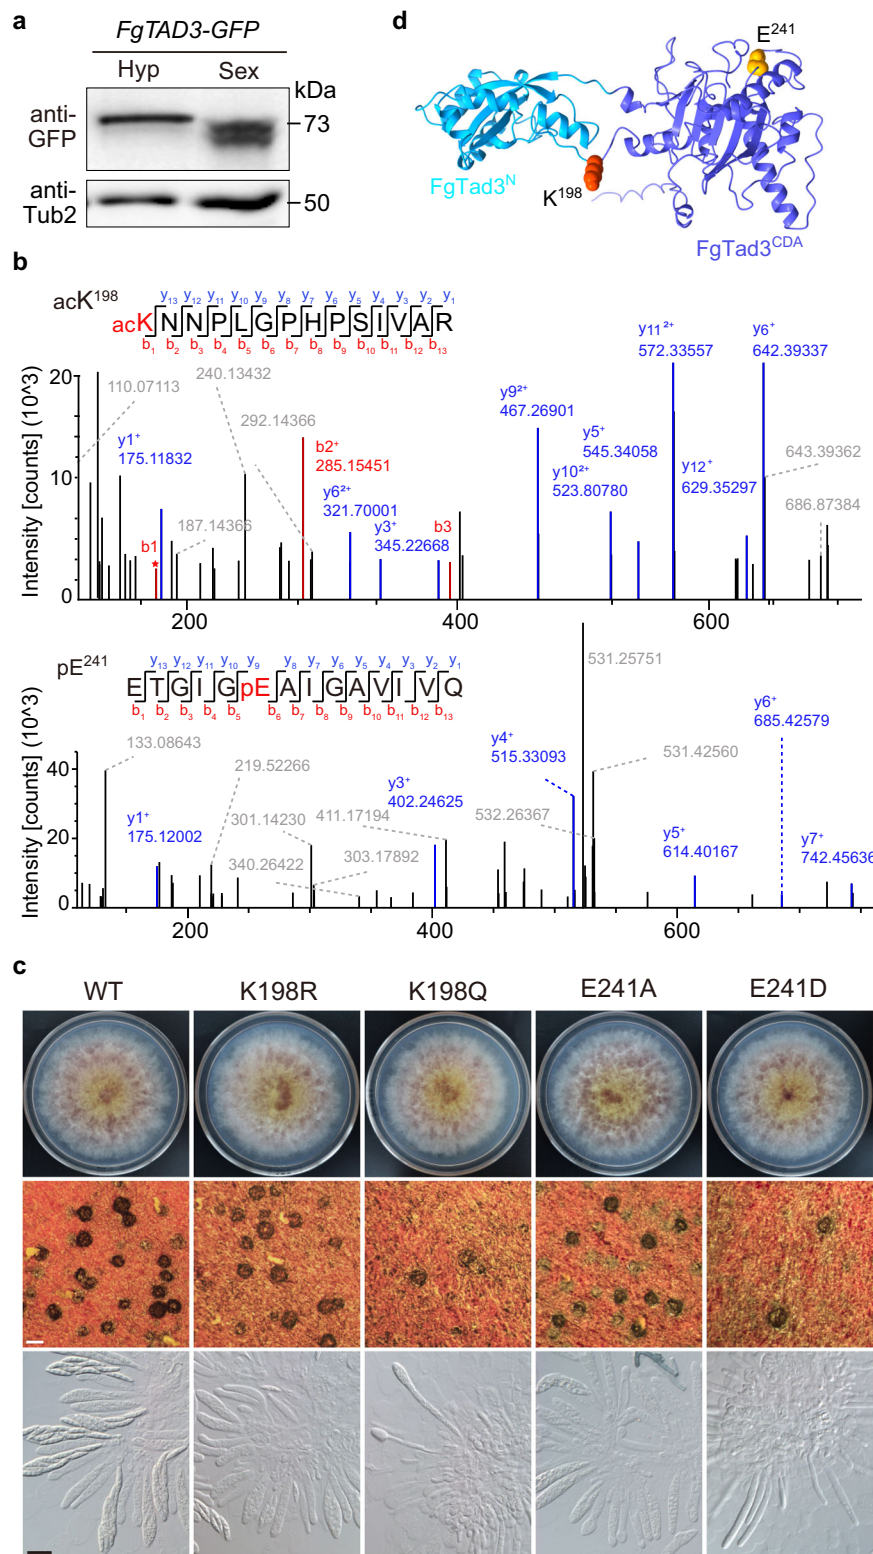 a
FgTAD3-GFP
Hyp Sex
kDa
anti-
GFP
73
anti-
Tub2
50
d
E241
K198
FgTad3N
FgTad3CDA
b
acK198
y13 y12 y11 y10 y9 y8 y7 y6 y5 y4 y3 y2 y1
acKNNPLGPHPSIVAR
b1 b2 b3 b4 b5 b6 b7 b8 b9 b10 b11 b12 b13
Intensity [counts] (10^3)
20
10
0
110.07113
240.13432
292.14366
y1+
175.11832
187.14366
b1
b2+
285.15451
y6²+
321.70001
y3+
345.22668
b3
y9²+
467.26901
y5+
545.34058
y10²+
523.80780
y11²+
572.33557
y6+
642.39337
y12+
629.35297
643.39362
686.87384
200 400 600
pE241
y13 y12 y11 y10 y9 y8 y7 y6 y5 y4 y3 y2 y1
ETGIGpEAIGAVIVQ
b1 b2 b3 b4 b5 b6 b7 b8 b9 b10 b11 b12 b13
Intensity [counts] (10^3)
40
20
0
133.08643
219.52266
y1+
175.12002
301.14230
340.26422
303.17892
411.17194
y3+
402.24625
y4+
515.33093
532.26367
531.25751
531.42560
y5+
614.40167
y6+
685.42579
y7+
742.45636
200 400 600
c
WT K198R K198Q E241A E241D